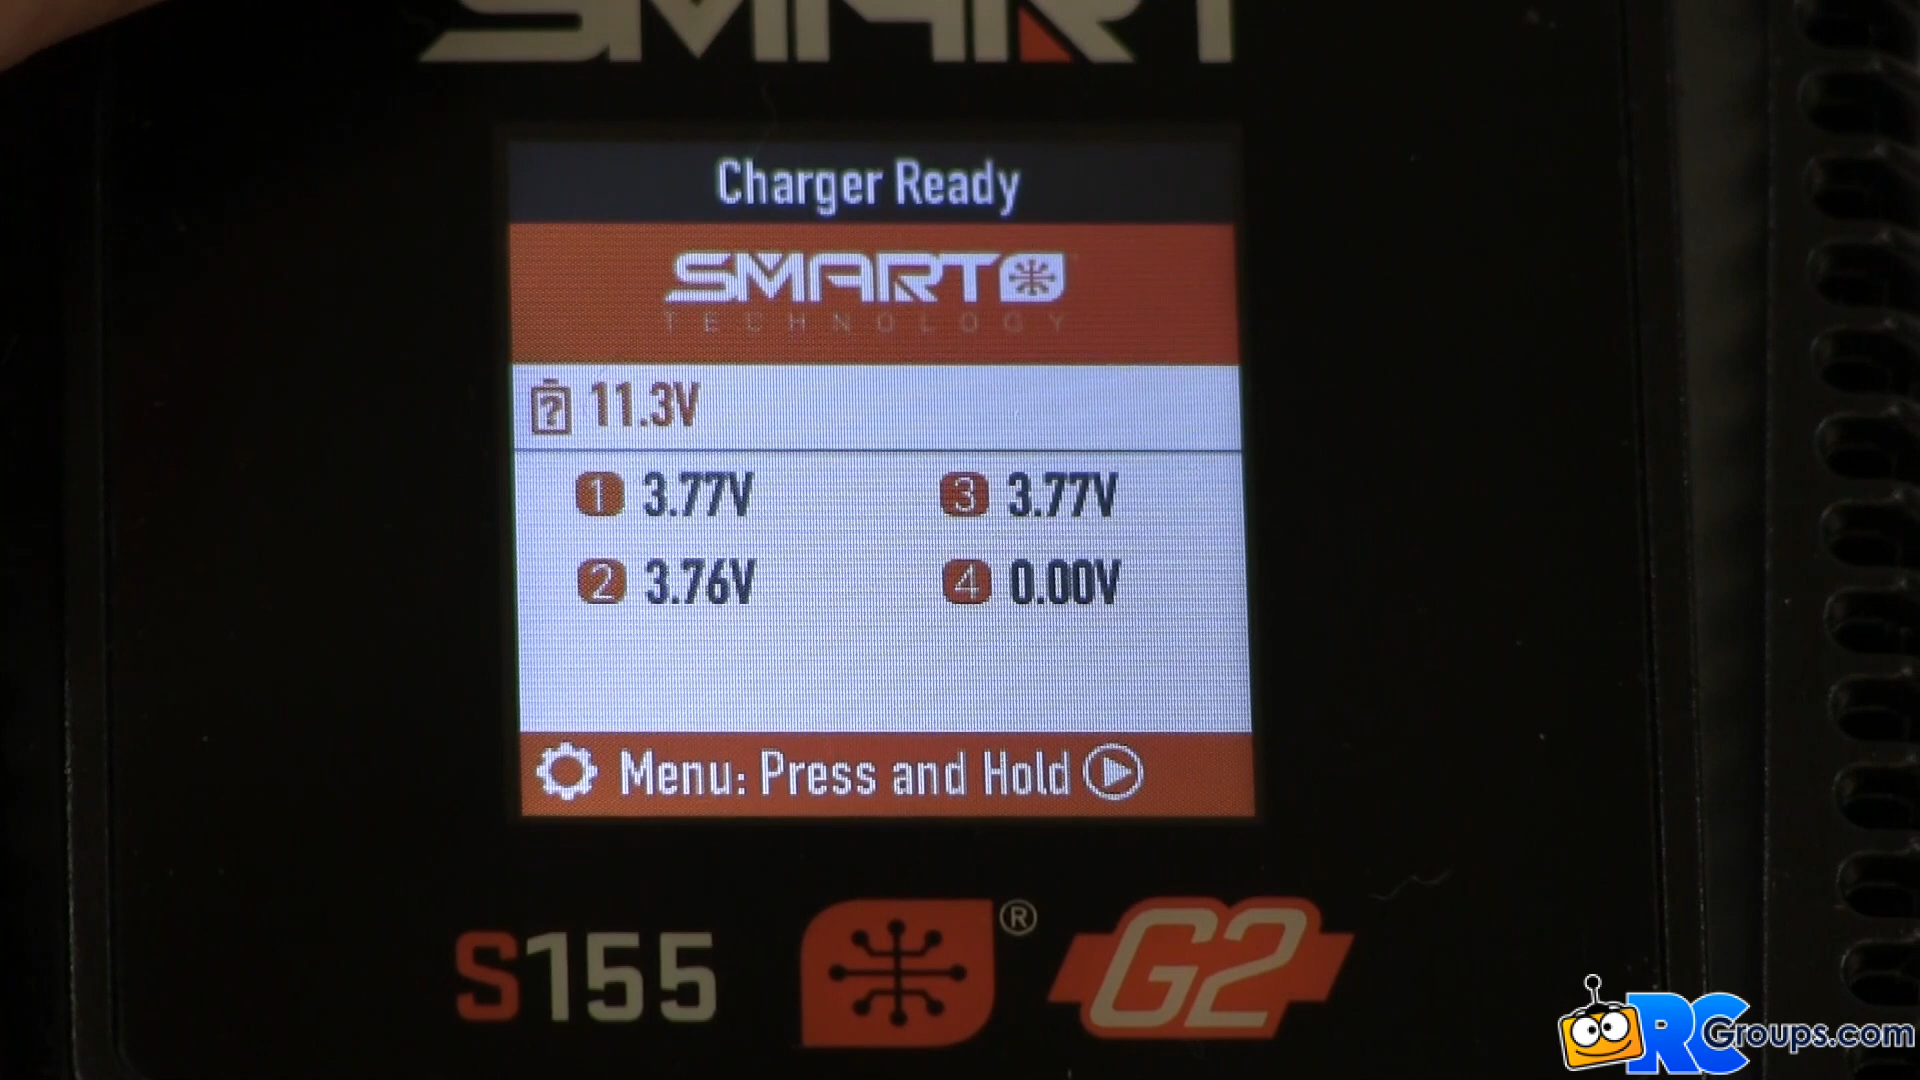 SMART
Charger Ready
SMART
TECHNOLOGY
? 11.3V
1 3.77V 3 3.77V
2 3.76V 4 0.00V
Menu: Press and Hold
S155 ® G2
RCGroups.com